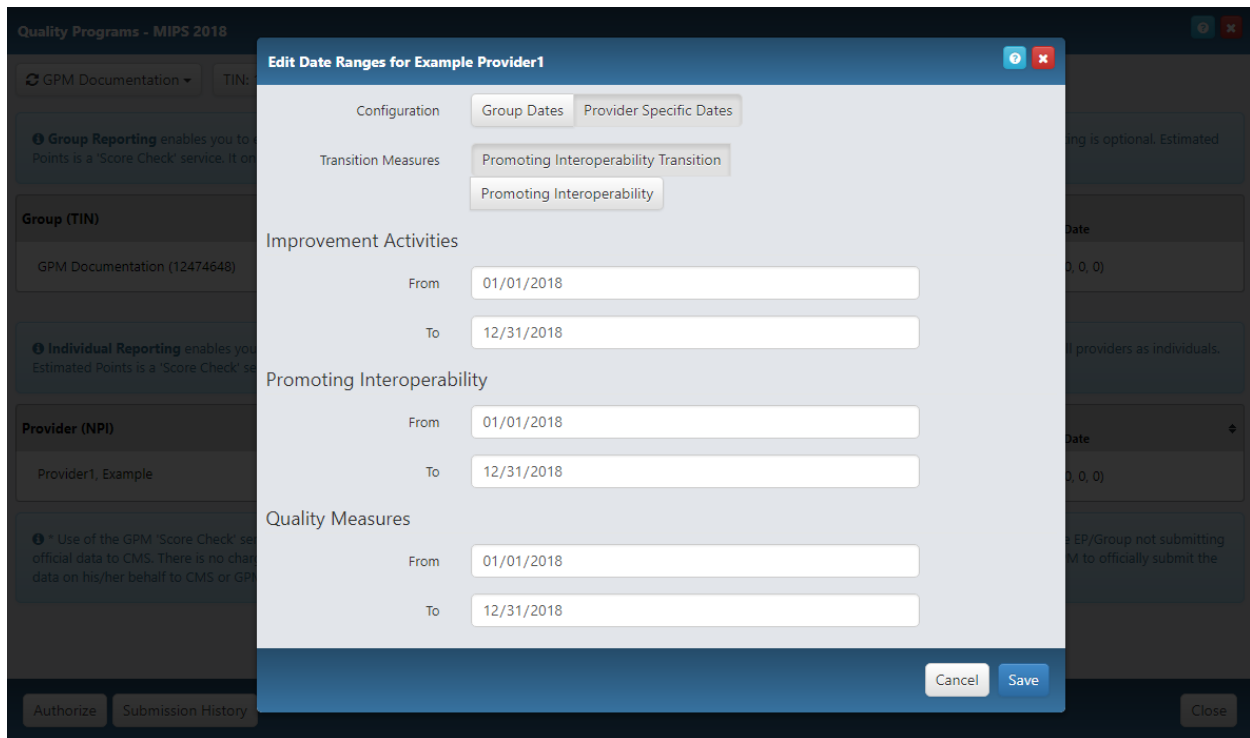 Quality Programs - MIPS 2018
GPM Documentation
TIN:
Group Reporting enables you to
ing is optional. Estimated
Points is a 'Score Check' service. It
Group (TIN)
Date
GPM Documentation (12474648)
0, 0, 0)
Individual Reporting enables you
ll providers as individuals.
Estimated Points is a 'Score Check'
Provider (NPI)
Date
Provider1, Example
0, 0, 0)
* Use of the GPM 'Score Check'
EP/Group not submitting
official data to CMS. There is no
M to officially submit the
data on his/her behalf to CMS or
Authorize
Submission History
Close
Edit Date Ranges for Example Provider1
Configuration
Group Dates
Provider Specific Dates
Transition Measures
Promoting Interoperability Transition
Promoting Interoperability
Improvement Activities
From
01/01/2018
To
12/31/2018
Promoting Interoperability
From
01/01/2018
To
12/31/2018
Quality Measures
From
01/01/2018
To
12/31/2018
Cancel
Save